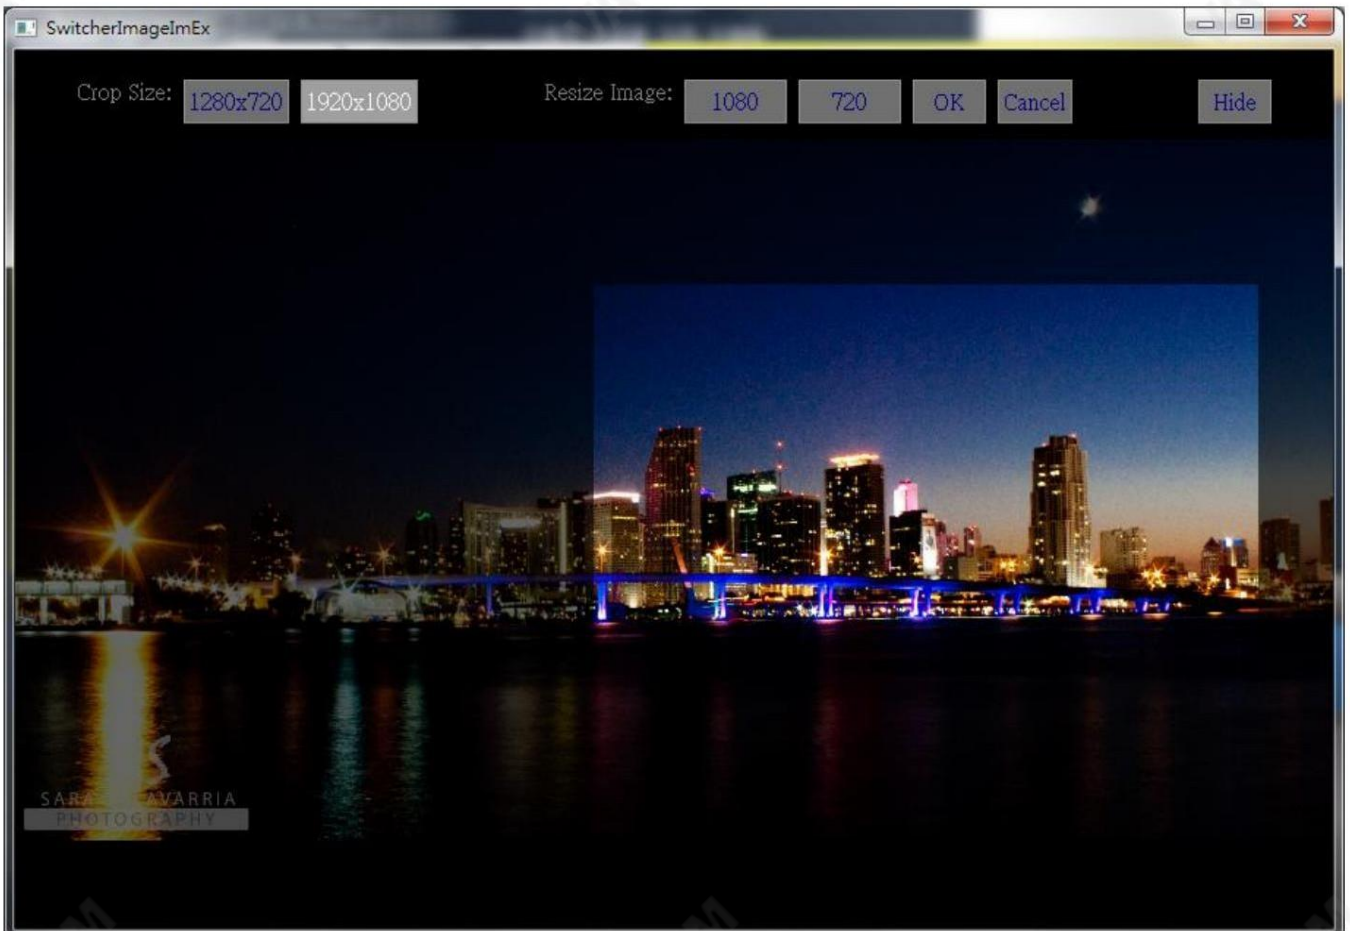 SwitcherImageImEx
Crop Size: 1280x720 1920x1080 Resize Image: 1080 720 OK Cancel Hide
PHOTOGRAPHY